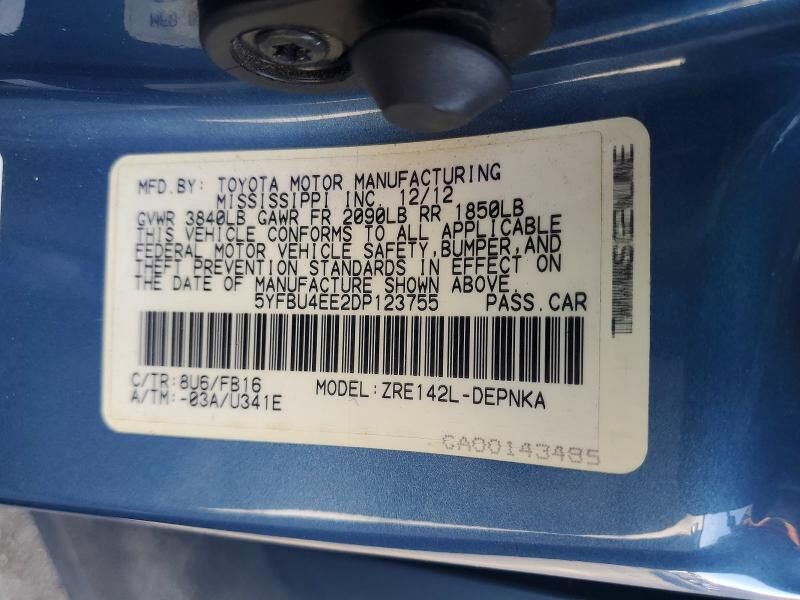 MFD.BY: TOYOTA MOTOR MANUFACTURING
MISSISSIPPI INC. 12/12
GVWR 3840LB GAWR FR 2090LB RR 1850LB
THIS VEHICLE CONFORMS TO ALL APPLICABLE
FEDERAL MOTOR VEHICLE SAFETY,BUMPER,AND
THEFT PREVENTION STANDARDS IN EFFECT ON
THE DATE OF MANUFACTURE SHOWN ABOVE.
5YFBU4EE2DP123755 PASS.CAR
C/TR:8U6/FB16 MODEL:ZRE142L-DEPNKA
A/TM:-03A/U341E
GA00143485